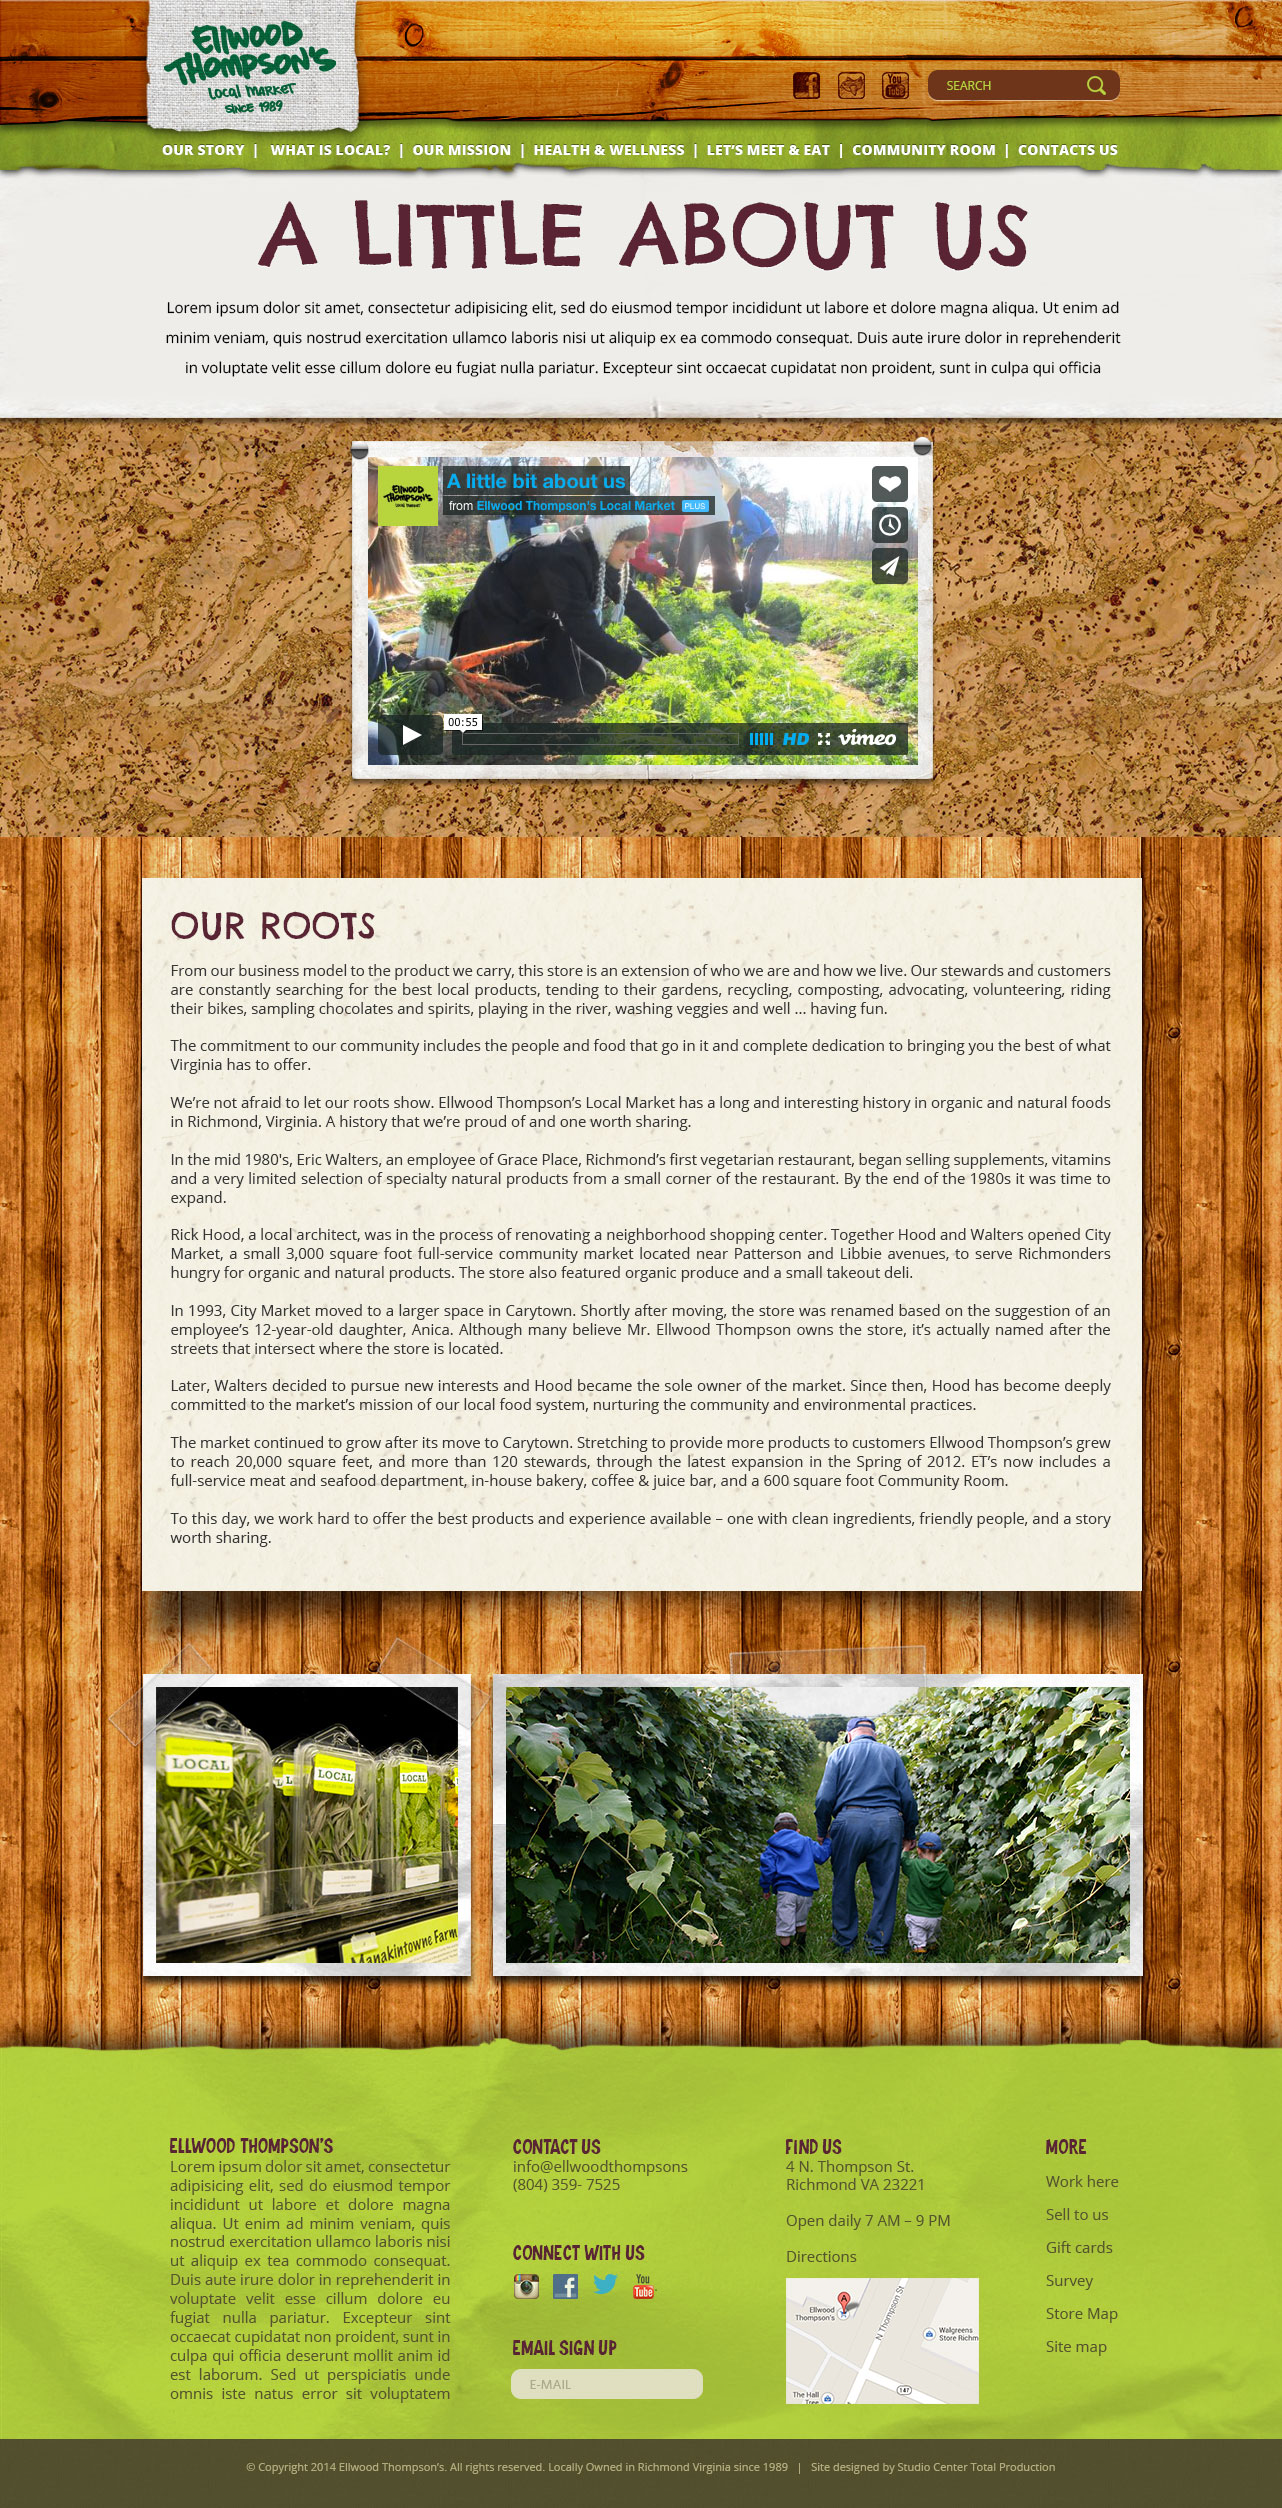 Ellwood
Thompson's
Local Market
Since 1989
SEARCH
You
Tube
OUR STORY | WHAT IS LOCAL? | OUR MISSION | HEALTH & WELLNESS | LET'S MEET & EAT | COMMUNITY ROOM | CONTACTS US
A LITTLE ABOUT US
Lorem ipsum dolor sit amet, consectetur adipisicing elit, sed do eiusmod tempor incididunt ut labore et dolore magna aliqua. Ut enim ad
minim veniam, quis nostrud exercitation ullamco laboris nisi ut aliquip ex ea commodo consequat. Duis aute irure dolor in reprehenderit
in voluptate velit esse cillum dolore eu fugiat nulla pariatur. Excepteur sint occaecat cupidatat non proident, sunt in culpa qui officia
Ellwood
Thompson's
Local Market
A little bit about us
from Ellwood Thompson's Local Market PLUS
00:55
HD vimeo
OUR ROOTS
From our business model to the product we carry, this store is an extension of who we are and how we live. Our stewards and customers
are constantly searching for the best local products, tending to their gardens, recycling, composting, advocating, volunteering, riding
their bikes, sampling chocolates and spirits, playing in the river, washing veggies and well ... having fun.
The commitment to our community includes the people and food that go in it and complete dedication to bringing you the best of what
Virginia has to offer.
We're not afraid to let our roots show. Ellwood Thompson's Local Market has a long and interesting history in organic and natural foods
in Richmond, Virginia. A history that we're proud of and one worth sharing.
In the mid 1980's, Eric Walters, an employee of Grace Place, Richmond's first vegetarian restaurant, began selling supplements, vitamins
and a very limited selection of specialty natural products from a small corner of the restaurant. By the end of the 1980s it was time to
expand.
Rick Hood, a local architect, was in the process of renovating a neighborhood shopping center. Together Hood and Walters opened City
Market, a small 3,000 square foot full-service community market located near Patterson and Libbie avenues, to serve Richmonders
hungry for organic and natural products. The store also featured organic produce and a small takeout deli.
In 1993, City Market moved to a larger space in Carytown. Shortly after moving, the store was renamed based on the suggestion of an
employee's 12-year-old daughter, Anica. Although many believe Mr. Ellwood Thompson owns the store, it's actually named after the
streets that intersect where the store is located.
Later, Walters decided to pursue new interests and Hood became the sole owner of the market. Since then, Hood has become deeply
committed to the market's mission of our local food system, nurturing the community and environmental practices.
The market continued to grow after its move to Carytown. Stretching to provide more products to customers Ellwood Thompson's grew
to reach 20,000 square feet, and more than 120 stewards, through the latest expansion in the Spring of 2012. ET's now includes a
full-service meat and seafood department, in-house bakery, coffee & juice bar, and a 600 square foot Community Room.
To this day, we work hard to offer the best products and experience available – one with clean ingredients, friendly people, and a story
worth sharing.
LOCAL
LOCAL
LOCAL
Rosemary
Manakintowne Farm
ELLWOOD THOMPSON'S
Lorem ipsum dolor sit amet, consectetur
adipisicing elit, sed do eiusmod tempor
incididunt ut labore et dolore magna
aliqua. Ut enim ad minim veniam, quis
nostrud exercitation ullamco laboris nisi
ut aliquip ex tea commodo consequat.
Duis aute irure dolor in reprehenderit in
voluptate velit esse cillum dolore eu
fugiat nulla pariatur. Excepteur sint
occaecat cupidatat non proident, sunt in
culpa qui officia deserunt mollit anim id
est laborum. Sed ut perspiciatis unde
omnis iste natus error sit voluptatem
CONTACT US
info@ellwoodthompsons
(804) 359- 7525
CONNECT WITH US
You
Tube
EMAIL SIGN UP
E-MAIL
FIND US
4 N. Thompson St.
Richmond VA 23221
Open daily 7 AM – 9 PM
Directions
A
Ellwood
Thompson's
N Thompson St
Walgreens
Store Richm
147
The Hall
Tree
MORE
Work here
Sell to us
Gift cards
Survey
Store Map
Site map
© Copyright 2014 Ellwood Thompson's. All rights reserved. Locally Owned in Richmond Virginia since 1989 | Site designed by Studio Center Total Production